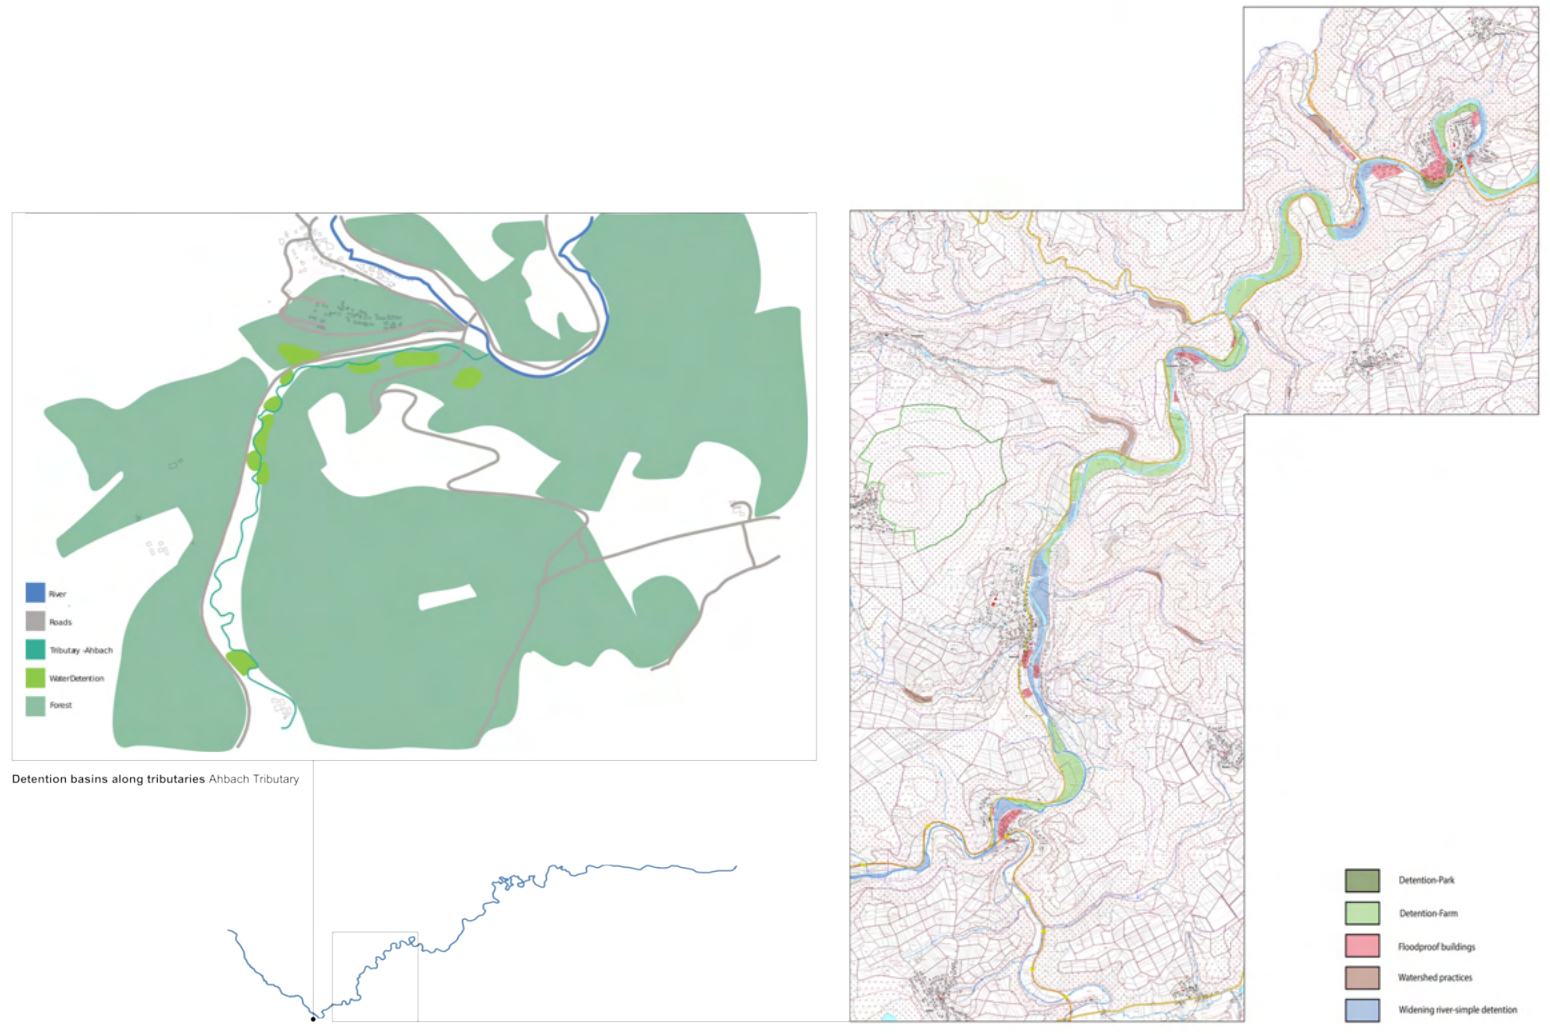 River
Roads
Tributay -Ahbach
WaterDetention
Forest
Detention basins along tributaries Ahbach Tributary
Detention-Park
Detention-Farm
Floodproof buildings
Watershed practices
Widening river-simple detention